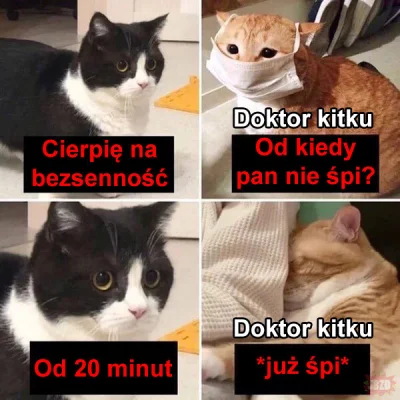 Cierpię na
bezsenność
Doktor kitku
Od kiedy
pan nie śpi?
Od 20 minut
Doktor kitku
*już śpi*